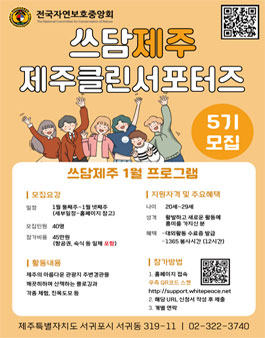 전국자연보호중앙회
The National Committee for Conservation of Nature
쓰담제주
제주클린서포터즈
5기
모집
쓰담제주 1월 프로그램
모집요강
일정 1월 둘째주~1월 넷째주
(세부일정-홈페이지 참고)
모집인원 40명
참가비용 45만원
(항공권, 숙식 등 일체 포함)
지원자격 및 주요혜택
나이 20세~29세
성격 활발하고 새로운 활동에
흥미를 가지신 분
혜택 -대외활동 수료증 발급
-1365 봉사시간 (12시간)
활동내용
제주의 아름다운 관광지 주변경관을
깨끗하게하며 산책하는 플로깅과
각종 체험, 친목도모 등
참가방법
1. 홈페이지 접속
우측 QR코드 스캔
http://support.whitepeace.net
2. 해당 URL 신청서 작성 후 제출
3. 개별 연락
제주특별자치도 서귀포시 서귀동 319-11 | 02-322-3740